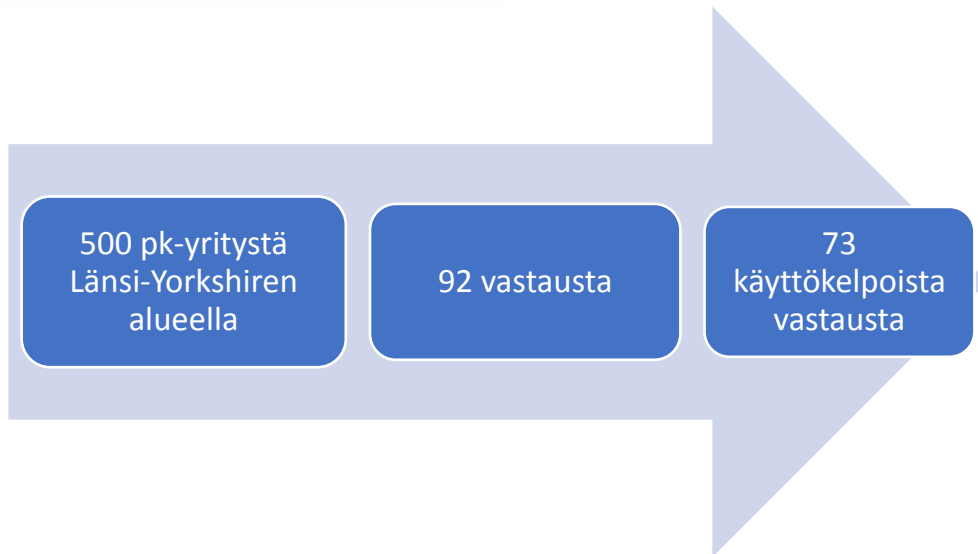 500 pk-yritystä
Länsi-Yorkshiren
alueella
92 vastausta
73
käyttökelpoista
vastausta